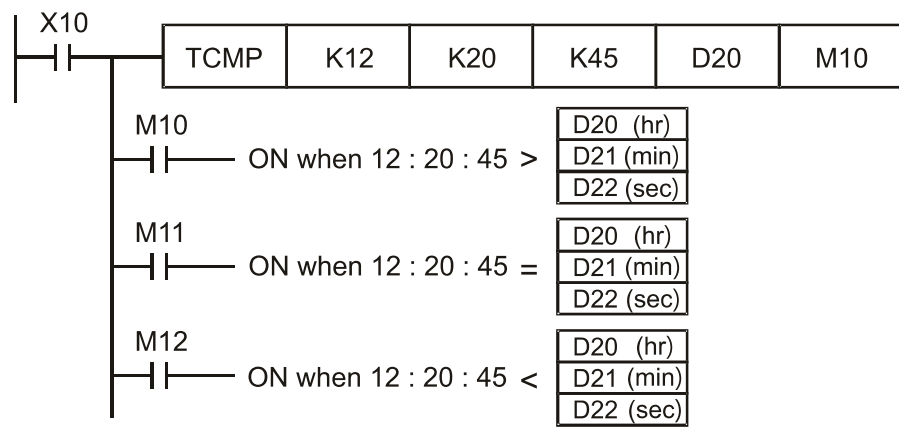 X10
TCMP K12 K20 K45 D20 M10
M10
ON when 12 : 20 : 45 >
D20 (hr)
D21 (min)
D22 (sec)
M11
ON when 12 : 20 : 45 =
D20 (hr)
D21 (min)
D22 (sec)
M12
ON when 12 : 20 : 45 <
D20 (hr)
D21 (min)
D22 (sec)